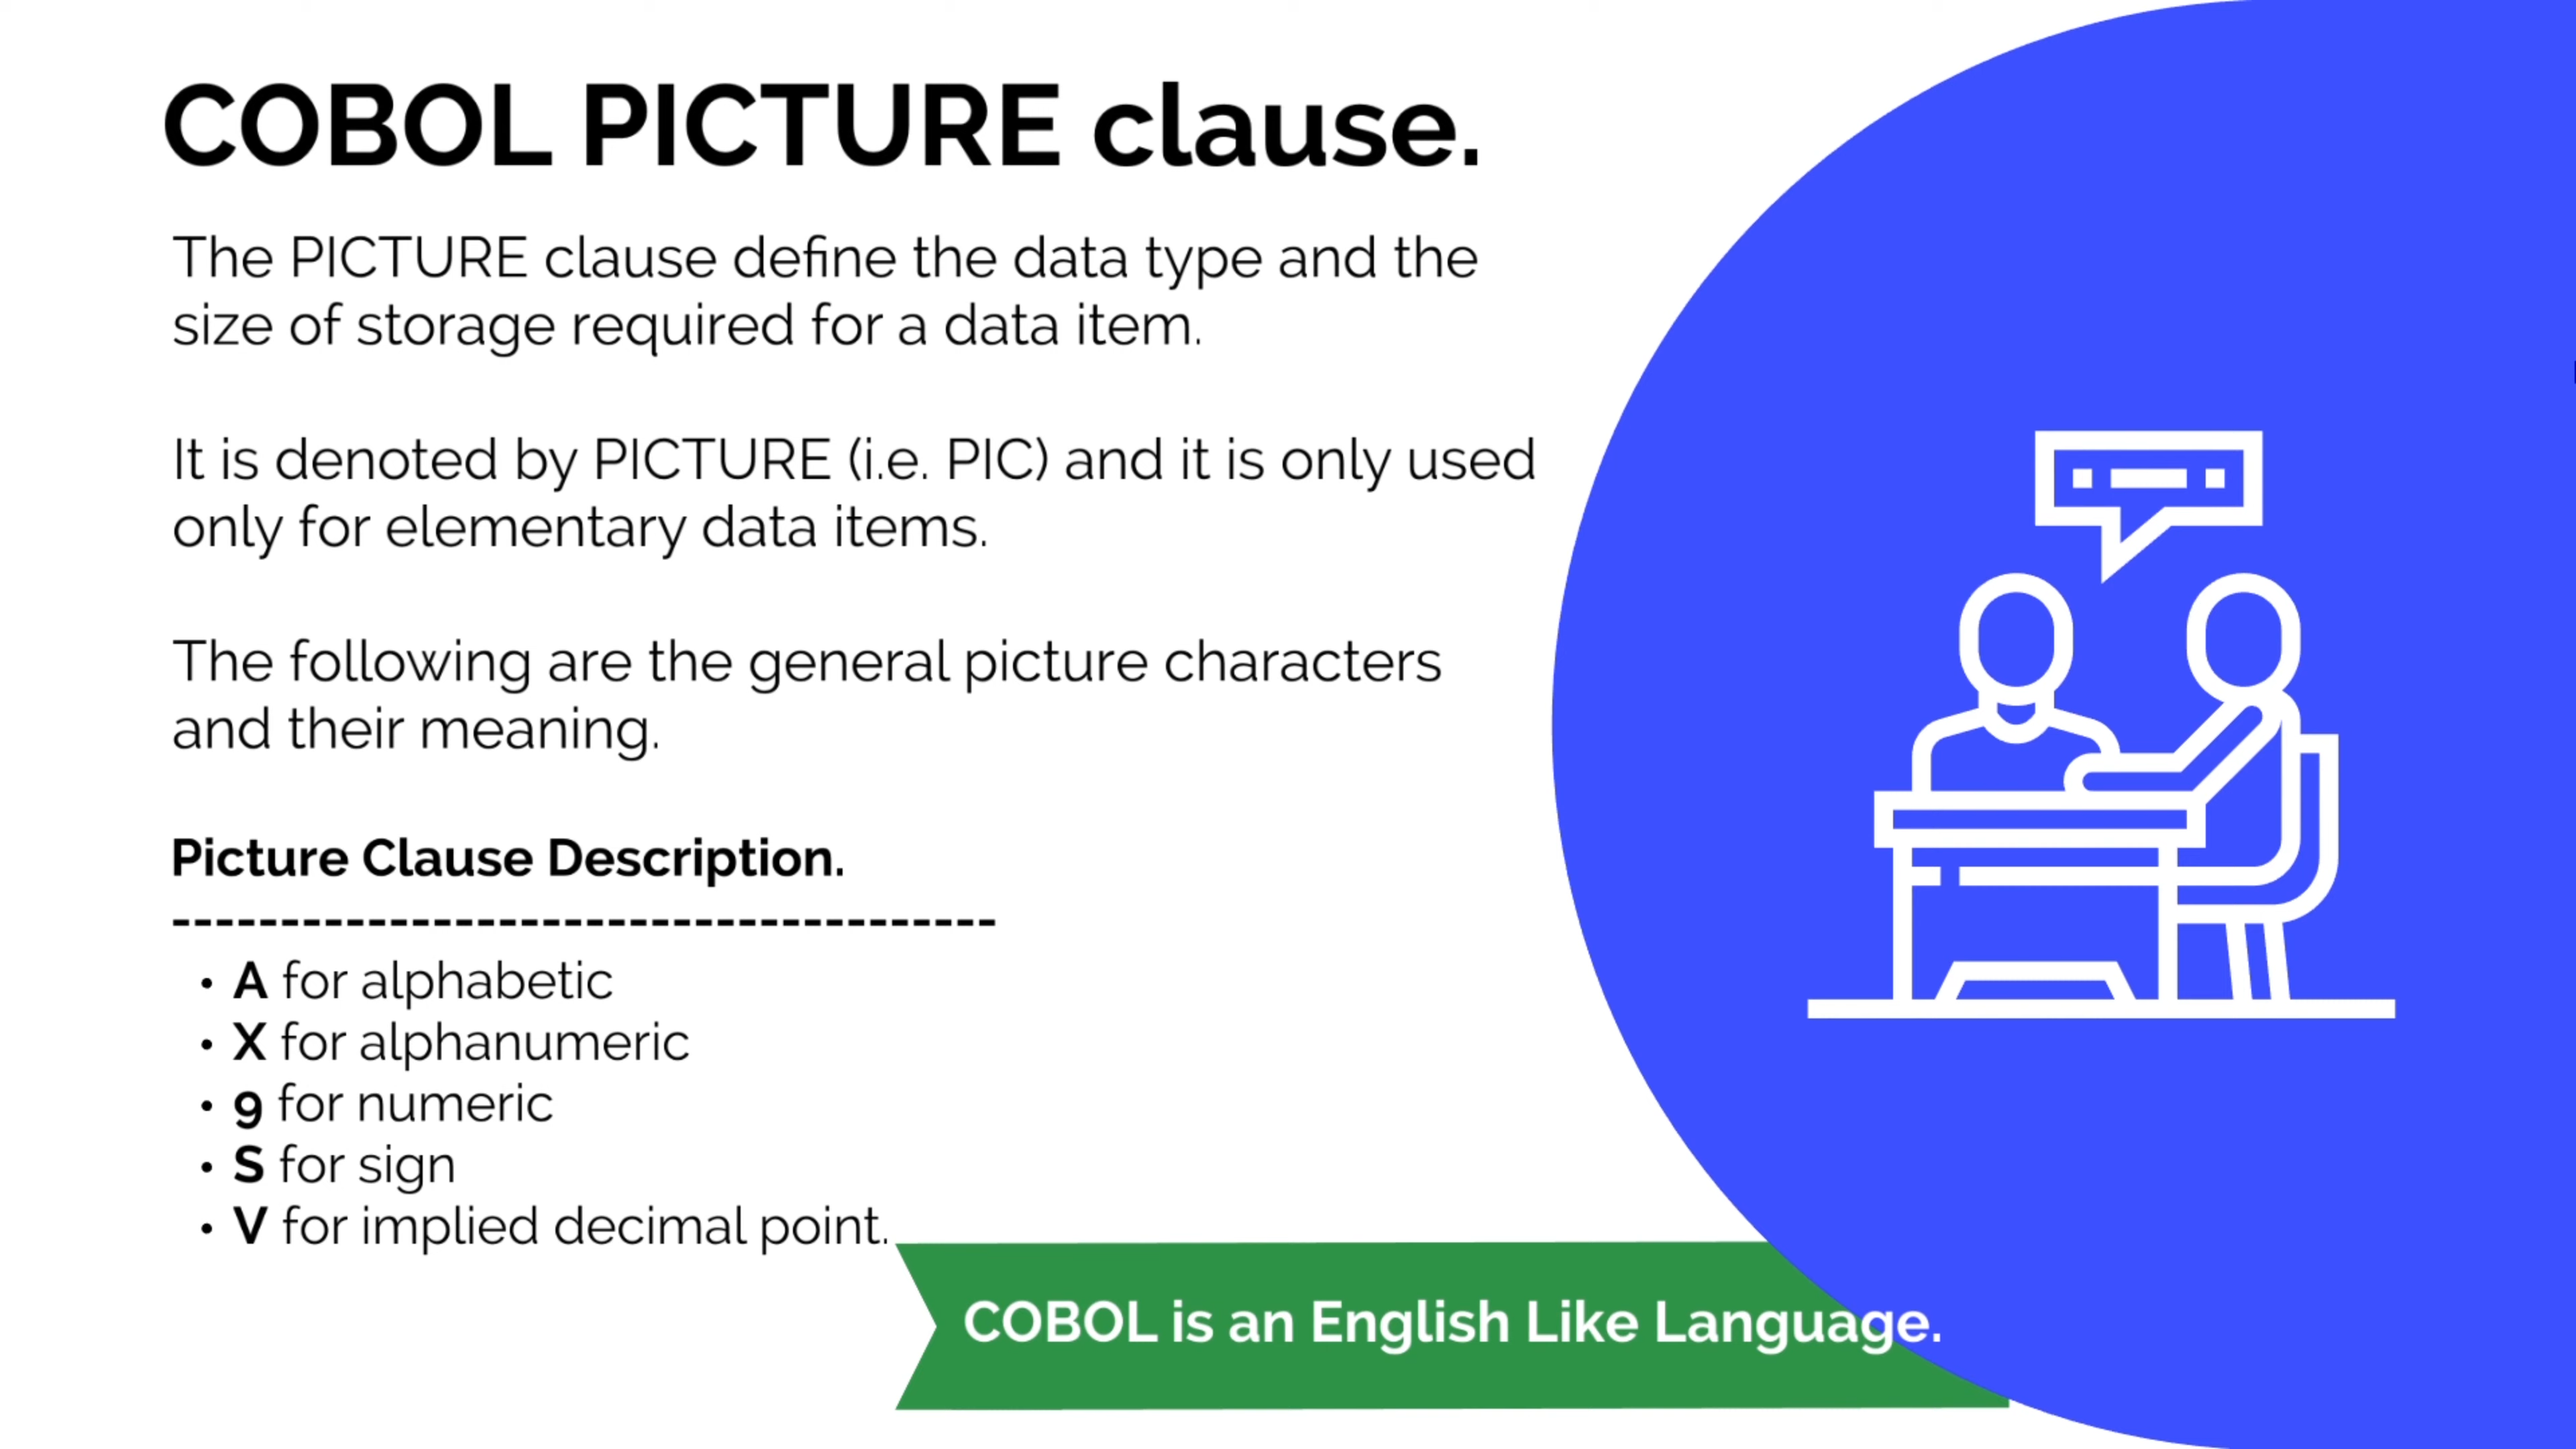 COBOL PICTURE clause.
The PICTURE clause define the data type and the
size of storage required for a data item.
It is denoted by PICTURE (i.e. PIC) and it is only used
only for elementary data items.
The following are the general picture characters
and their meaning.
Picture Clause Description.
---------------------------------------
• A for alphabetic
• X for alphanumeric
• 9 for numeric
• S for sign
• V for implied decimal point.
COBOL is an English Like Language.